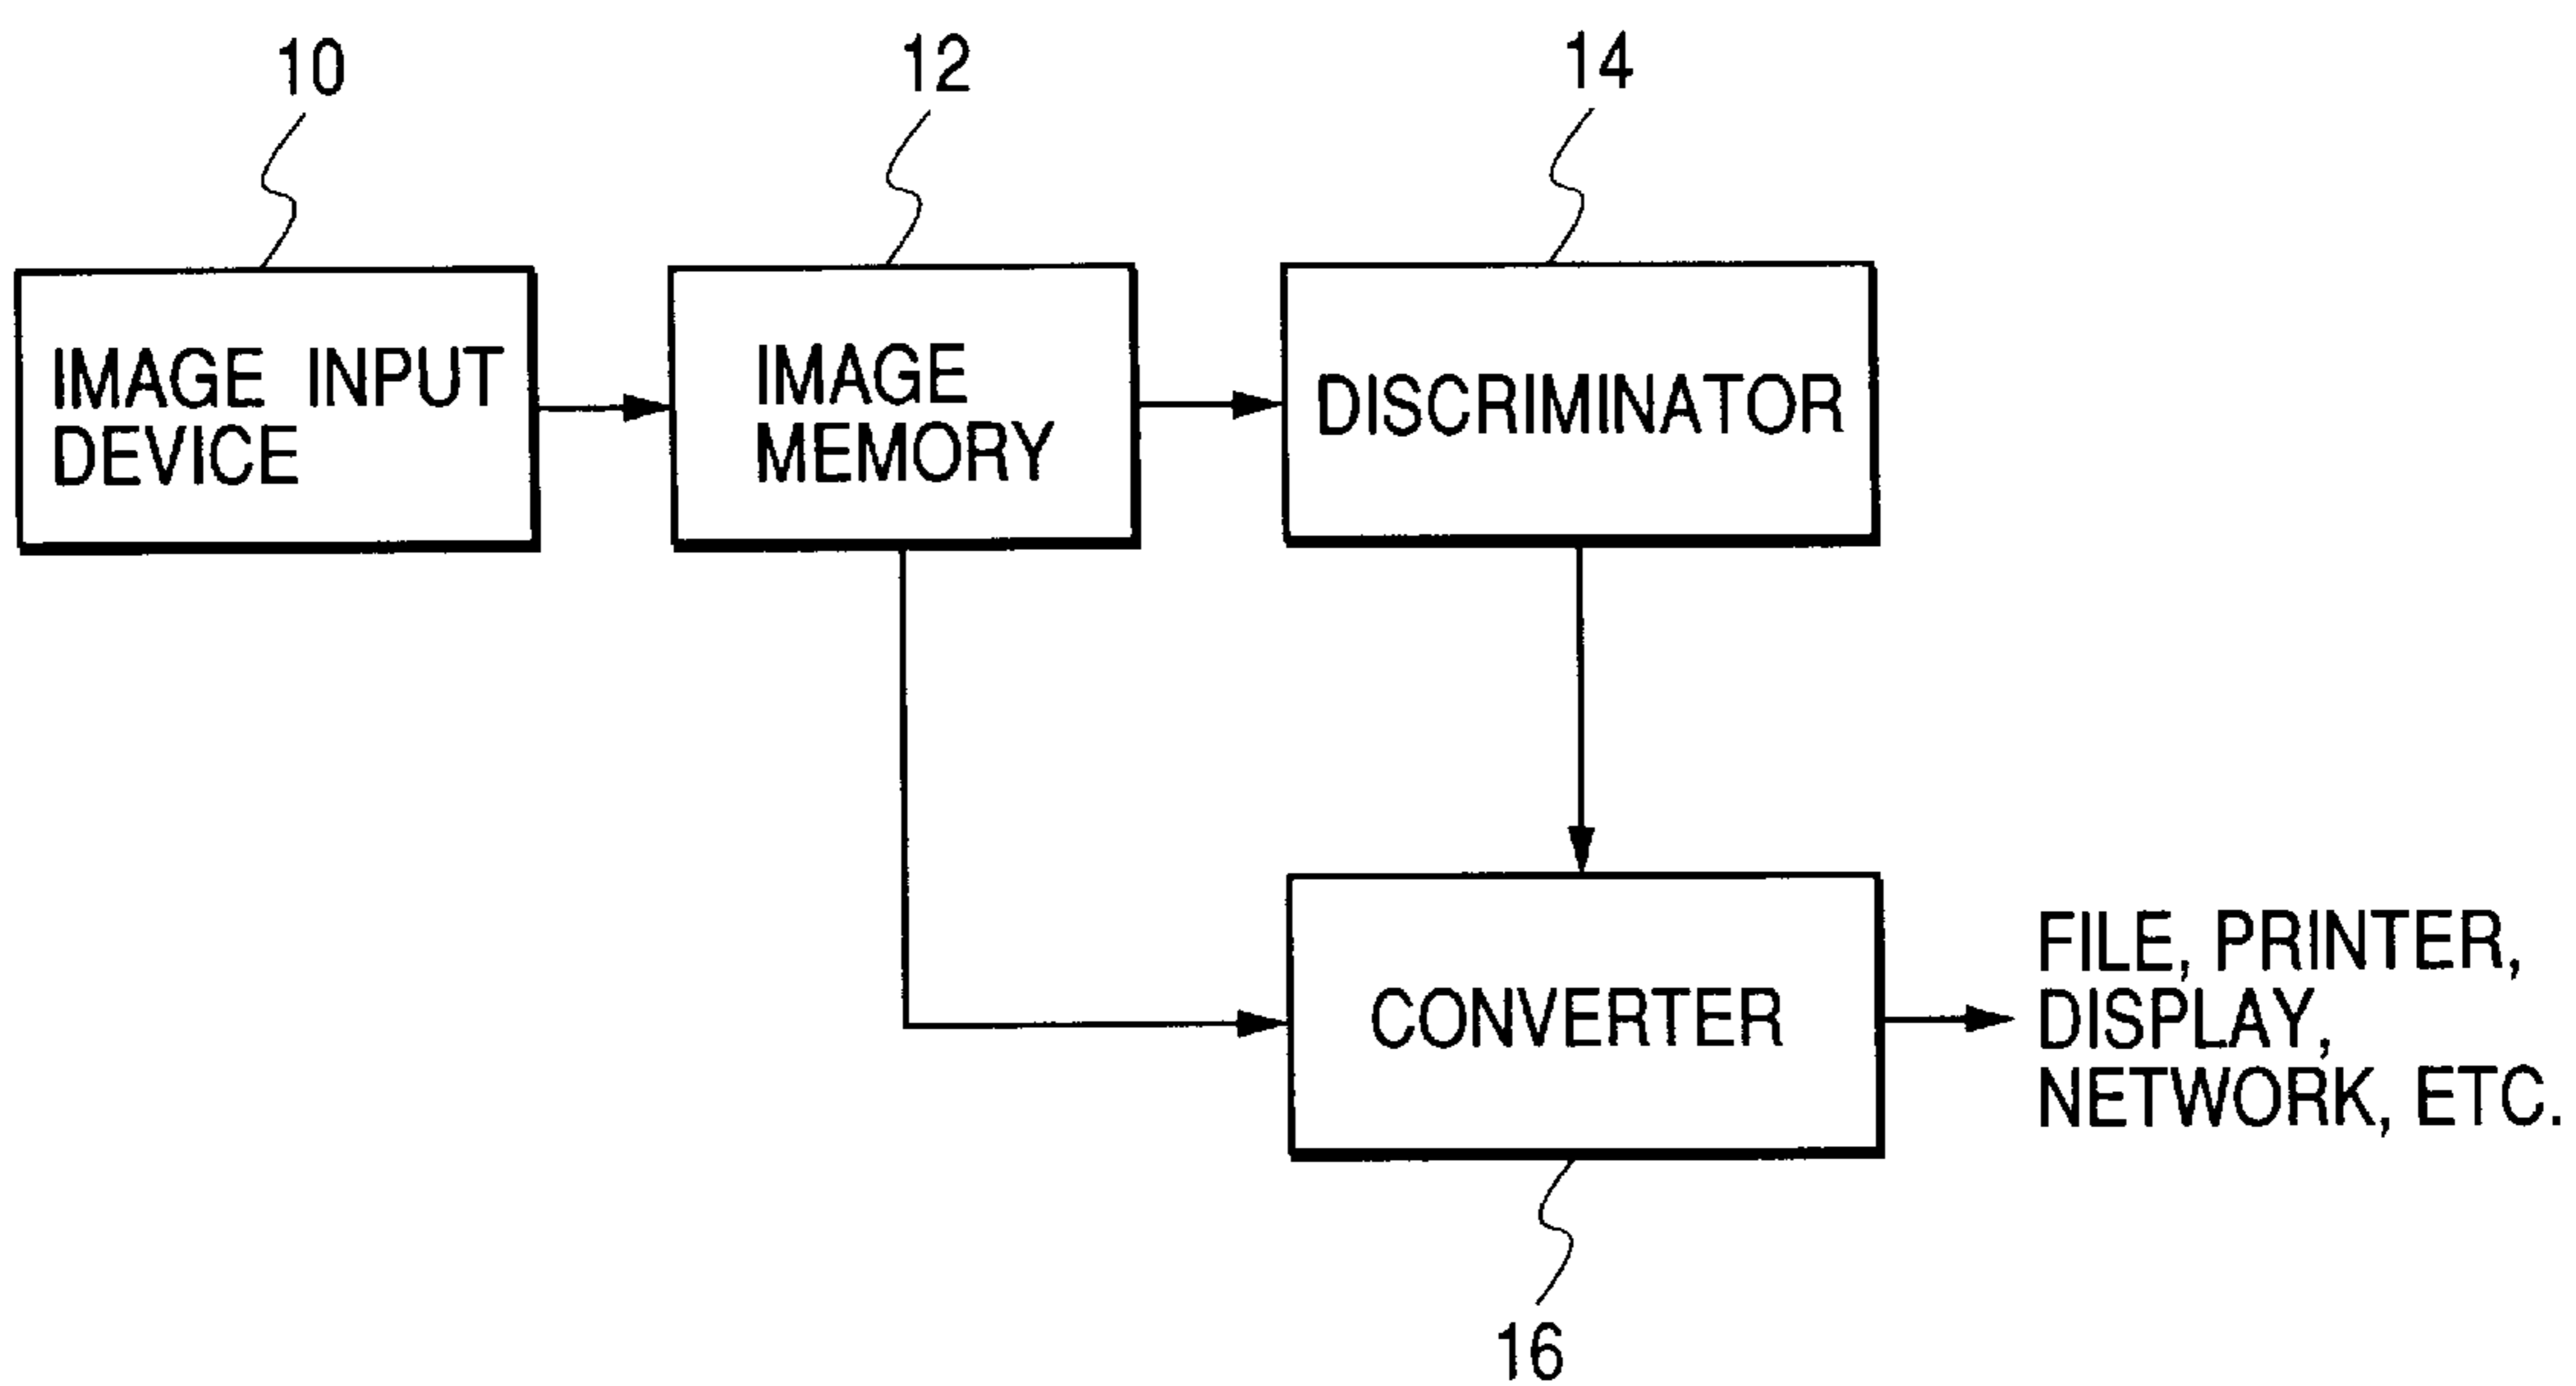 10
12
14
IMAGE INPUT
DEVICE
IMAGE
MEMORY
DISCRIMINATOR
CONVERTER
FILE, PRINTER,
DISPLAY,
NETWORK, ETC.
16